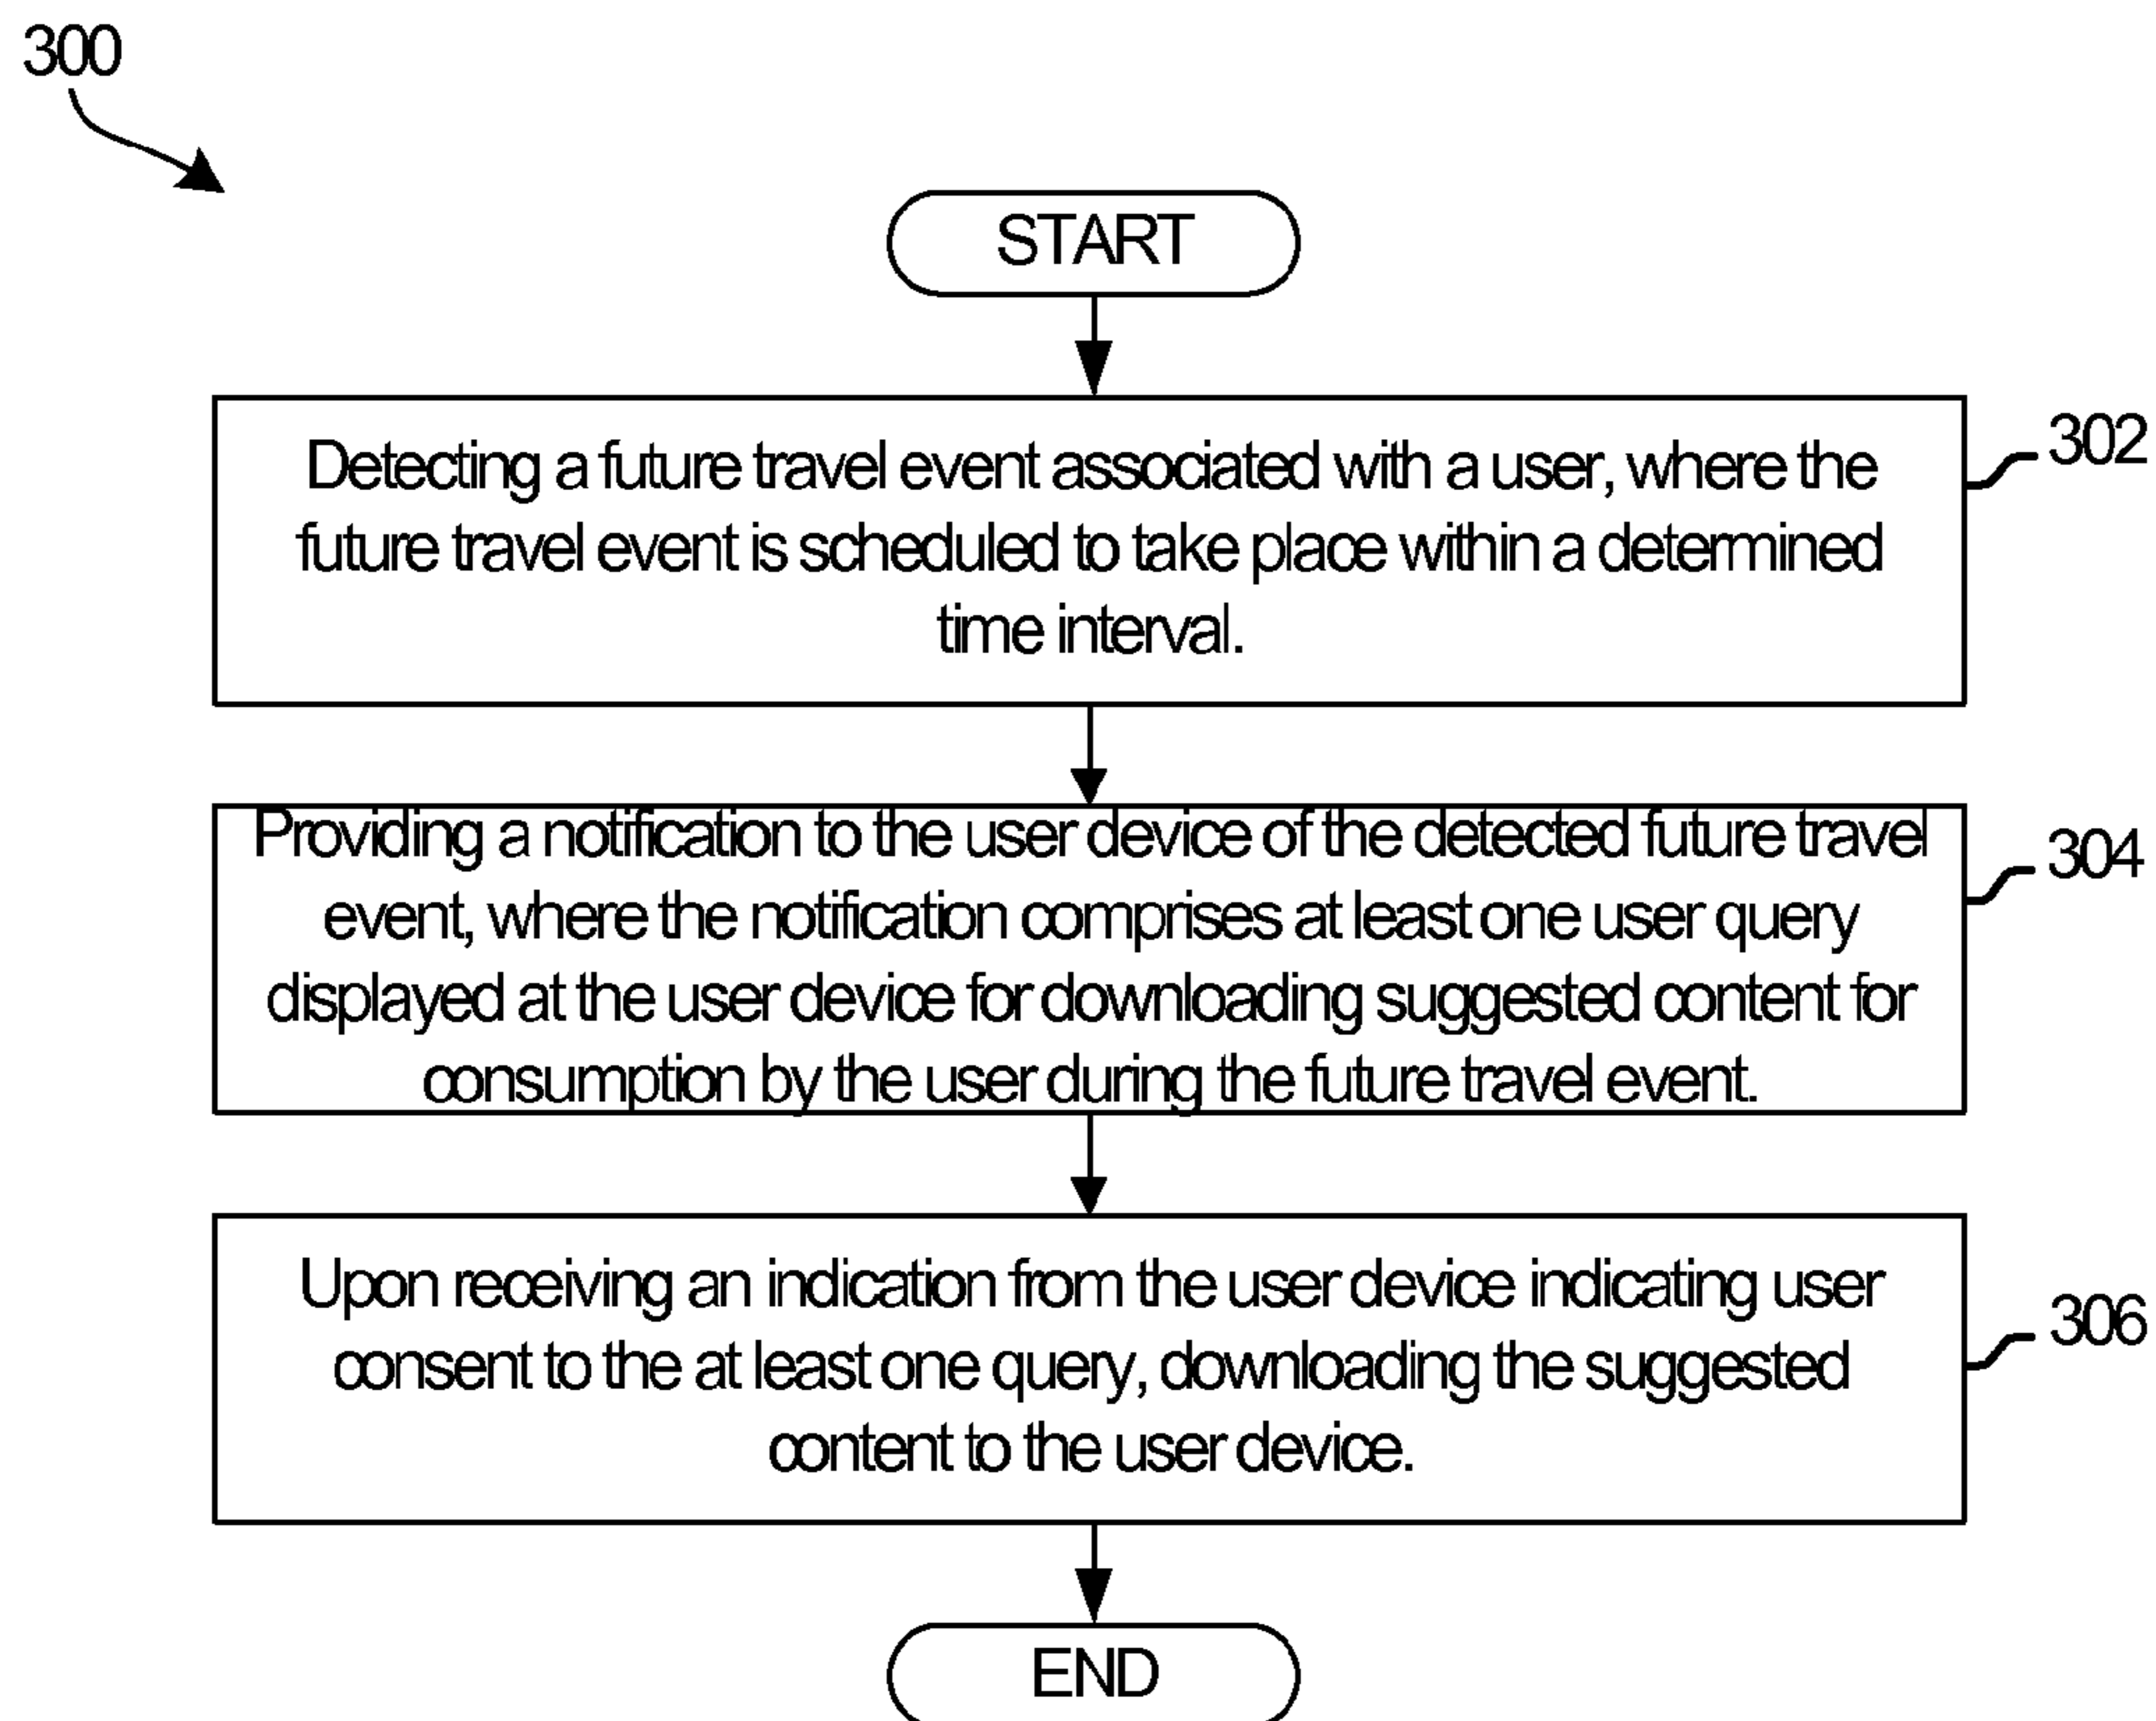 300
START
Detecting a future travel event associated with a user, where the
future travel event is scheduled to take place within a determined
time interval.
302
Providing a notification to the user device of the detected future travel
event, where the notification comprises at least one user query
displayed at the user device for downloading suggested content for
consumption by the user during the future travel event.
304
Upon receiving an indication from the user device indicating user
consent to the at least one query, downloading the suggested
content to the user device.
306
END